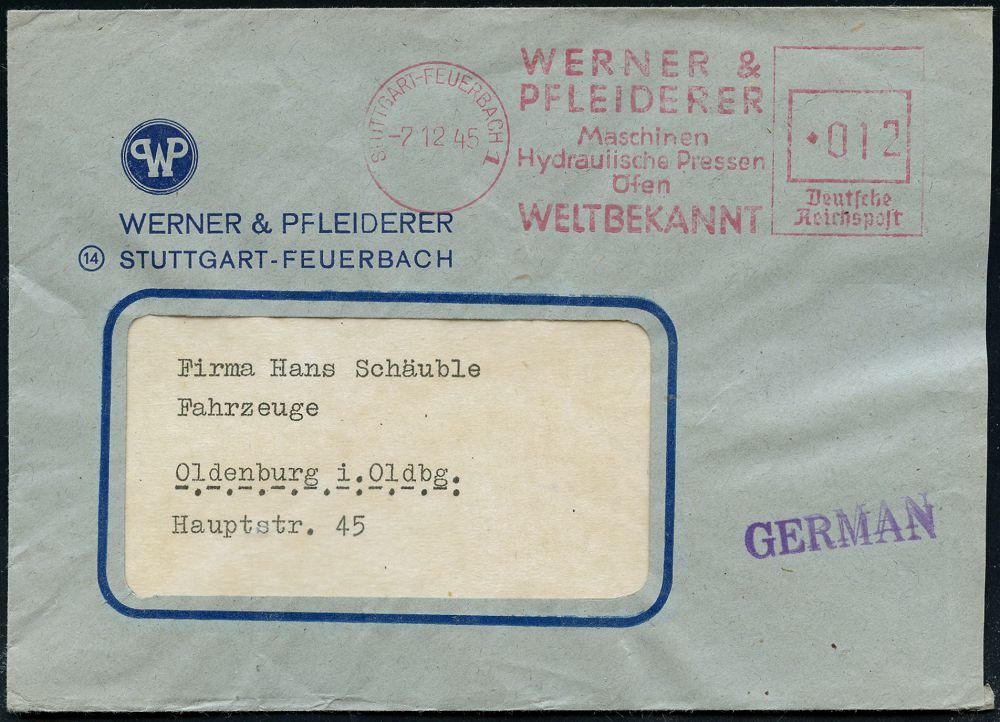 WERNER &
PFLEIDERER
Maschinen
Hydraulische Pressen
Öfen
WELTBEKANNT
STUTTGART-FEUERBACH 1
-7 12 45
012
Deutsche
Reichspost
WP
WERNER & PFLEIDERER
14 STUTTGART-FEUERBACH
Firma Hans Schäuble
Fahrzeuge
Oldenburg i.Oldbg.
Hauptstr. 45
GERMAN